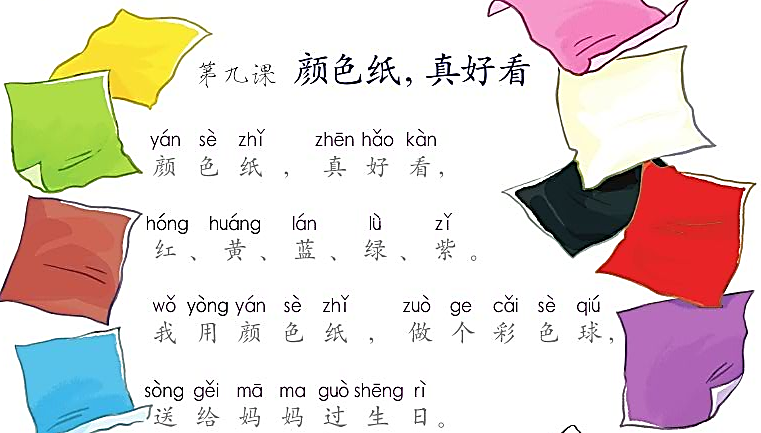 第九课 颜色纸，真好看
yán sè zhǐ zhēn hǎo kàn
颜色纸，真好看，
hóng huáng lán lǜ zǐ
红、黄、蓝、绿、紫。
wǒ yòng yán sè zhǐ zuò ge cǎi sè qiú
我用颜色纸，做个彩色球，
sòng gěi mā ma guò shēng rì
送给妈妈过生日。